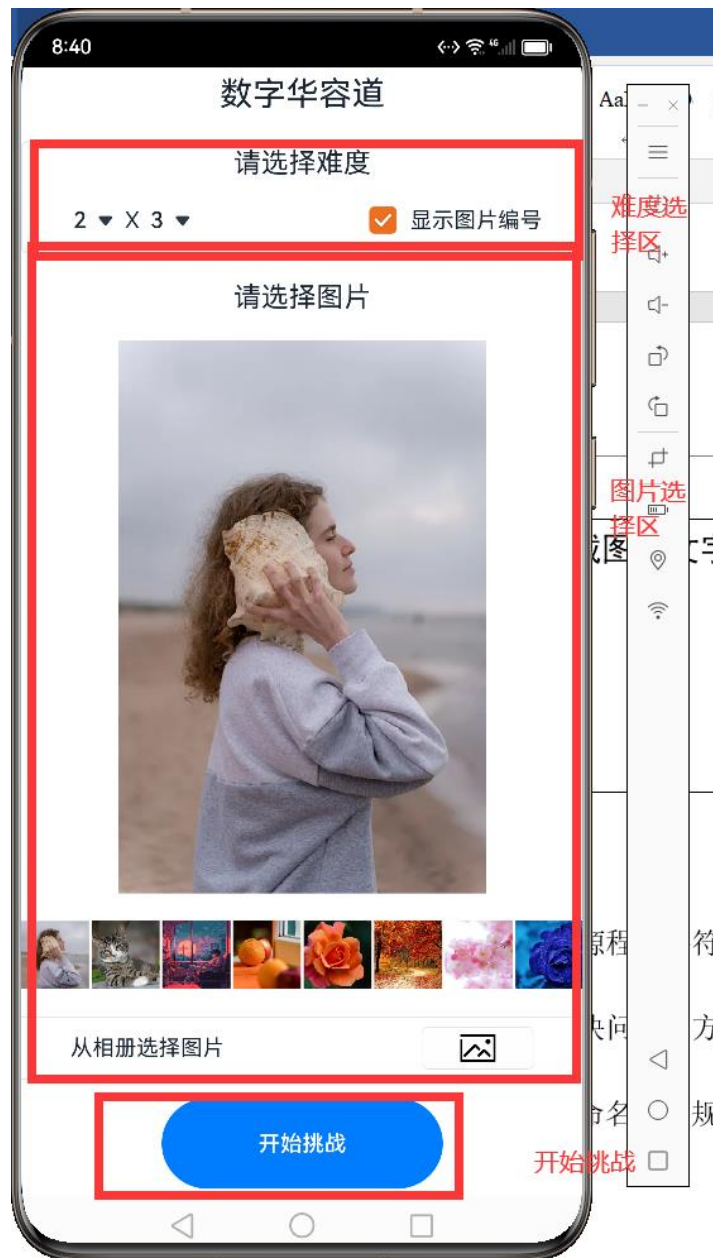 8:40
数字华容道
请选择难度
2 X 3
显示图片编号
请选择图片
从相册选择图片
开始挑战
难度选
择区
图片选
择区
开始挑战